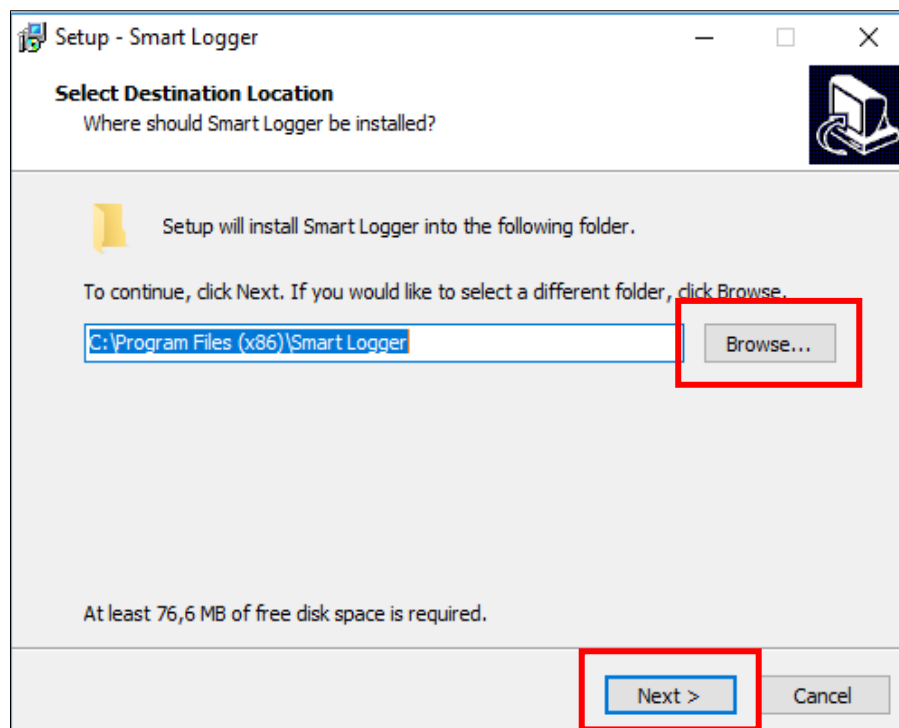 Setup - Smart Logger
Select Destination Location
Where should Smart Logger be installed?
Setup will install Smart Logger into the following folder.
To continue, click Next. If you would like to select a different folder, click Browse.
C:\Program Files (x86)\Smart Logger
Browse...
At least 76,6 MB of free disk space is required.
Next >
Cancel